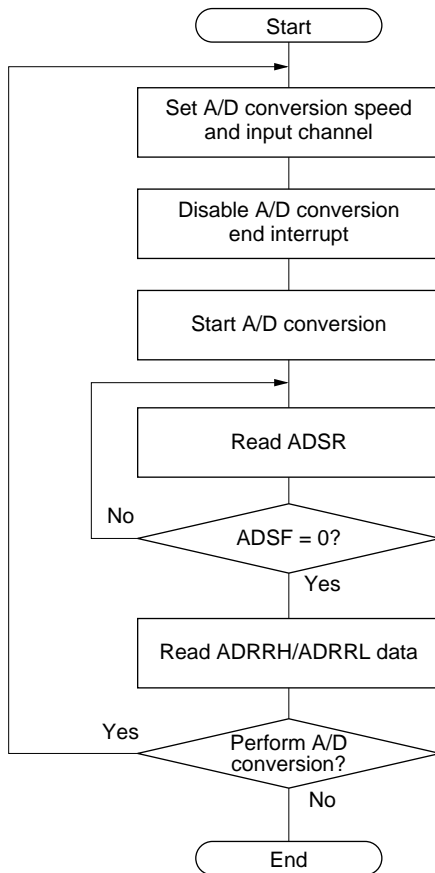 Start
Set A/D conversion speed
and input channel
Disable A/D conversion
end interrupt
Start A/D conversion
Read ADSR
No
ADSF = 0?
Yes
Read ADRRH/ADRRL data
Yes
Perform A/D
conversion?
No
End